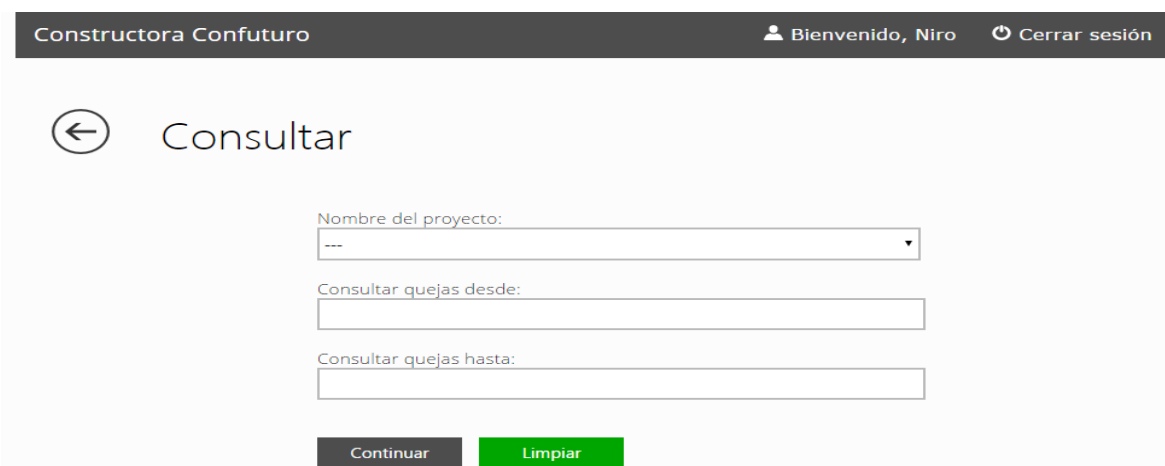 Constructora Confuturo Bienvenido, Niro Cerrar sesión
Consultar
Nombre del proyecto:
---
Consultar quejas desde:
Consultar quejas hasta:
Continuar Limpiar